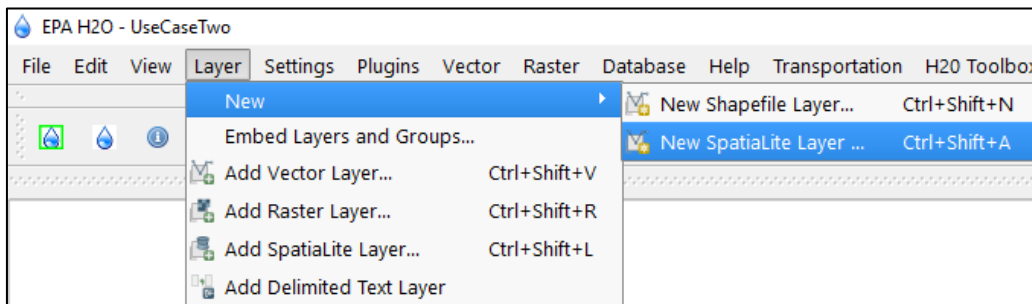 EPA H2O - UseCaseTwo
File Edit View Layer Settings Plugins Vector Raster Database Help Transportation H20 Toolbox
New
New Shapefile Layer... Ctrl+Shift+N
Embed Layers and Groups...
New SpatiaLite Layer ... Ctrl+Shift+A
Add Vector Layer... Ctrl+Shift+V
Add Raster Layer... Ctrl+Shift+R
Add SpatiaLite Layer... Ctrl+Shift+L
Add Delimited Text Layer